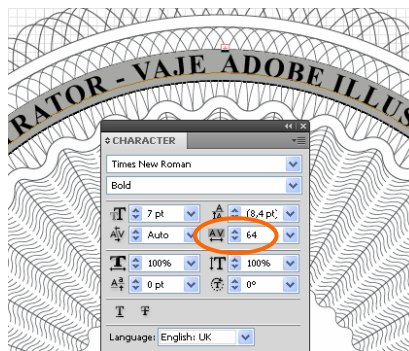 RATOR - VAJE ADOBE ILLUS
CHARACTER
Times New Roman
Bold
7 pt (8,4 pt)
Auto 64
100% 100%
0 pt 0°
T T
Language: English: UK